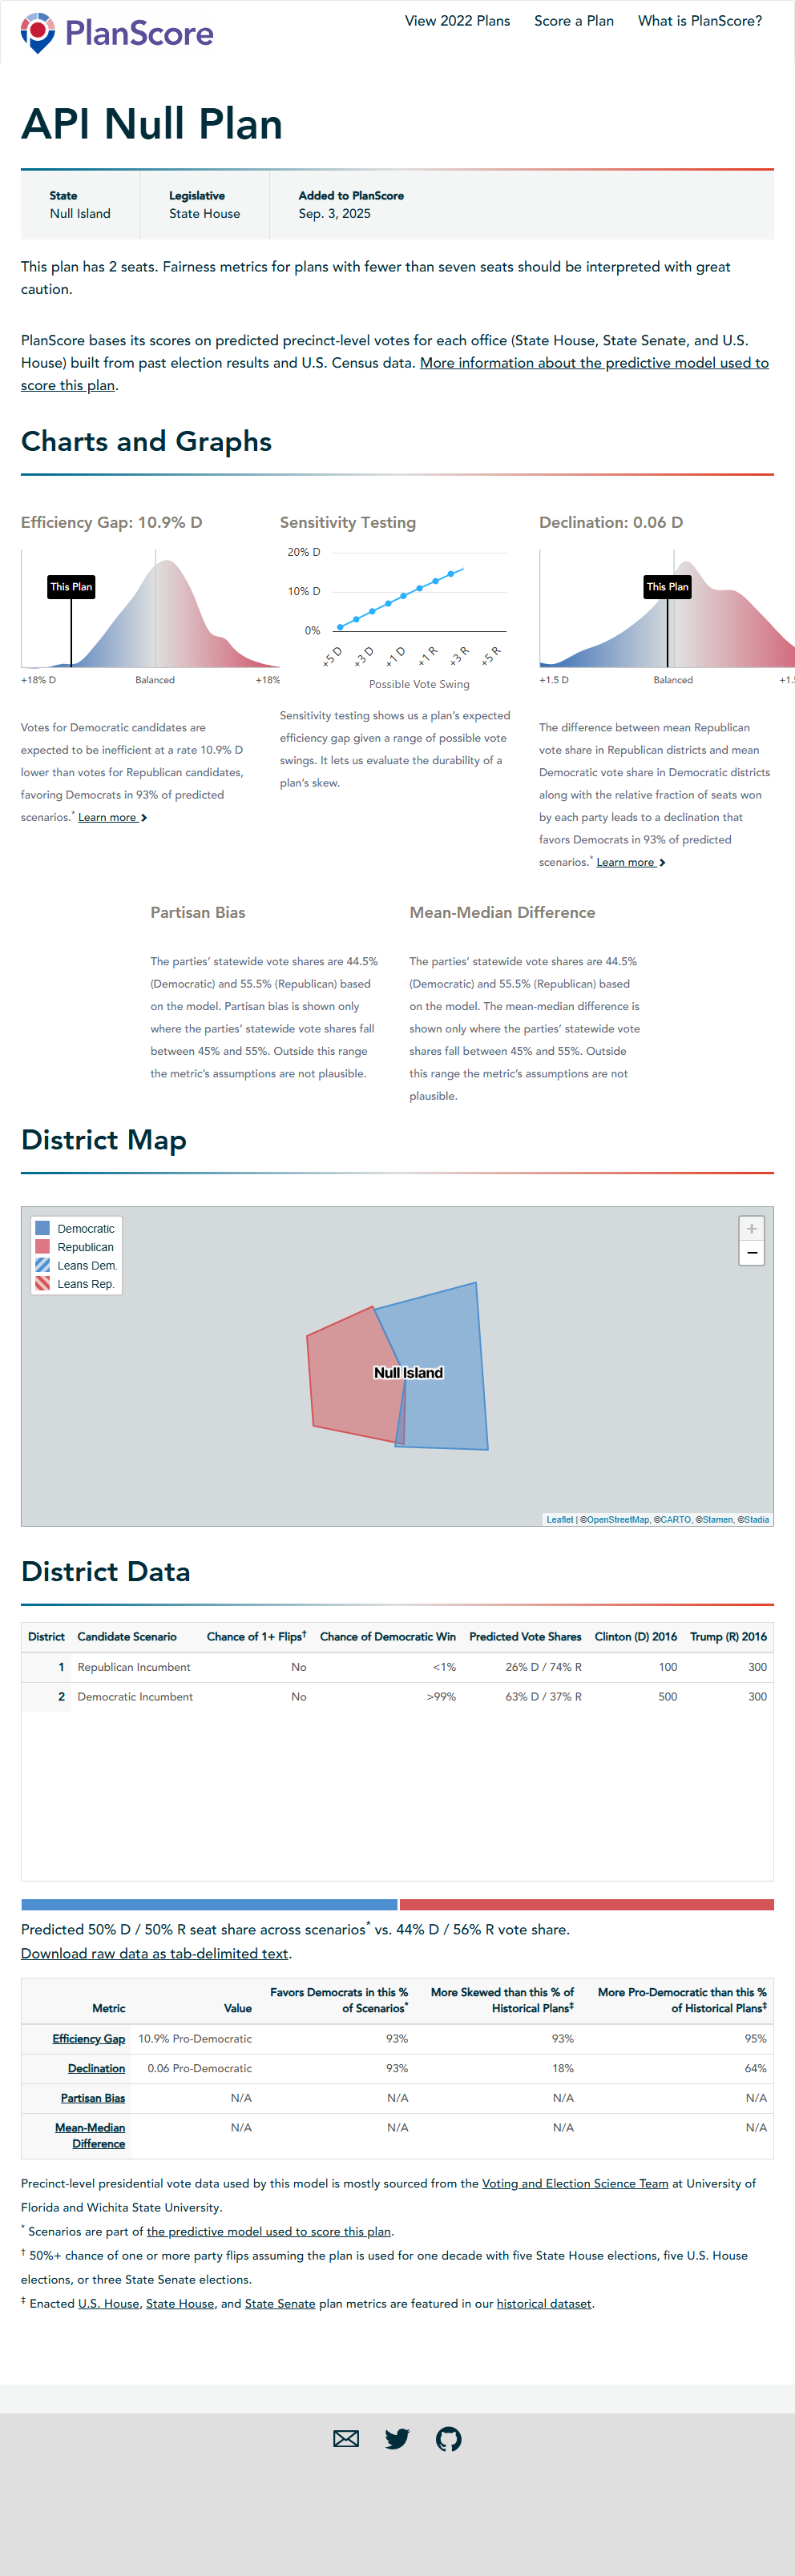 PlanScore
View 2022 Plans Score a Plan What is PlanScore?
API Null Plan
State Legislative Added to PlanScore
Null Island State House Sep. 3, 2025
This plan has 2 seats. Fairness metrics for plans with fewer than seven seats should be interpreted with great
caution.
PlanScore bases its scores on predicted precinct-level votes for each office (State House, State Senate, and U.S.
House) built from past election results and U.S. Census data. More information about the predictive model used to
score this plan.
Charts and Graphs
Efficiency Gap: 10.9% D
This Plan
+18% D Balanced +18%
Votes for Democratic candidates are
expected to be inefficient at a rate 10.9% D
lower than votes for Republican candidates,
favoring Democrats in 93% of predicted
scenarios.* Learn more
Sensitivity Testing
20% D
10% D
0%
+5 D +3 D +1 D +1 R +3 R +5 R
Possible Vote Swing
Sensitivity testing shows us a plan’s expected
efficiency gap given a range of possible vote
swings. It lets us evaluate the durability of a
plan’s skew.
Declination: 0.06 D
This Plan
+1.5 D Balanced +1.5
The difference between mean Republican
vote share in Republican districts and mean
Democratic vote share in Democratic districts
along with the relative fraction of seats won
by each party leads to a declination that
favors Democrats in 93% of predicted
scenarios.* Learn more
Partisan Bias
The parties’ statewide vote shares are 44.5%
(Democratic) and 55.5% (Republican) based
on the model. Partisan bias is shown only
where the parties’ statewide vote shares fall
between 45% and 55%. Outside this range
the metric’s assumptions are not plausible.
Mean-Median Difference
The parties’ statewide vote shares are 44.5%
(Democratic) and 55.5% (Republican) based
on the model. The mean-median difference is
shown only where the parties’ statewide vote
shares fall between 45% and 55%. Outside
this range the metric’s assumptions are not
plausible.
District Map
Democratic
Republican
Leans Dem.
Leans Rep.
+
−
Null Island
Leaflet | ©OpenStreetMap, ©CARTO, ©Stamen, ©Stadia
District Data
District Candidate Scenario Chance of 1+ Flips† Chance of Democratic Win Predicted Vote Shares Clinton (D) 2016 Trump (R) 2016
1 Republican Incumbent No <1% 26% D / 74% R 100 300
2 Democratic Incumbent No >99% 63% D / 37% R 500 300
Predicted 50% D / 50% R seat share across scenarios* vs. 44% D / 56% R vote share.
Download raw data as tab-delimited text.
Favors Democrats in this % More Skewed than this % of More Pro-Democratic than this %
Metric Value of Scenarios* Historical Plans‡ of Historical Plans‡
Efficiency Gap 10.9% Pro-Democratic 93% 93% 95%
Declination 0.06 Pro-Democratic 93% 18% 64%
Partisan Bias N/A N/A N/A N/A
Mean-Median N/A N/A N/A N/A
Difference
Precinct-level presidential vote data used by this model is mostly sourced from the Voting and Election Science Team at University of
Florida and Wichita State University.
* Scenarios are part of the predictive model used to score this plan.
† 50%+ chance of one or more party flips assuming the plan is used for one decade with five State House elections, five U.S. House
elections, or three State Senate elections.
‡ Enacted U.S. House, State House, and State Senate plan metrics are featured in our historical dataset.